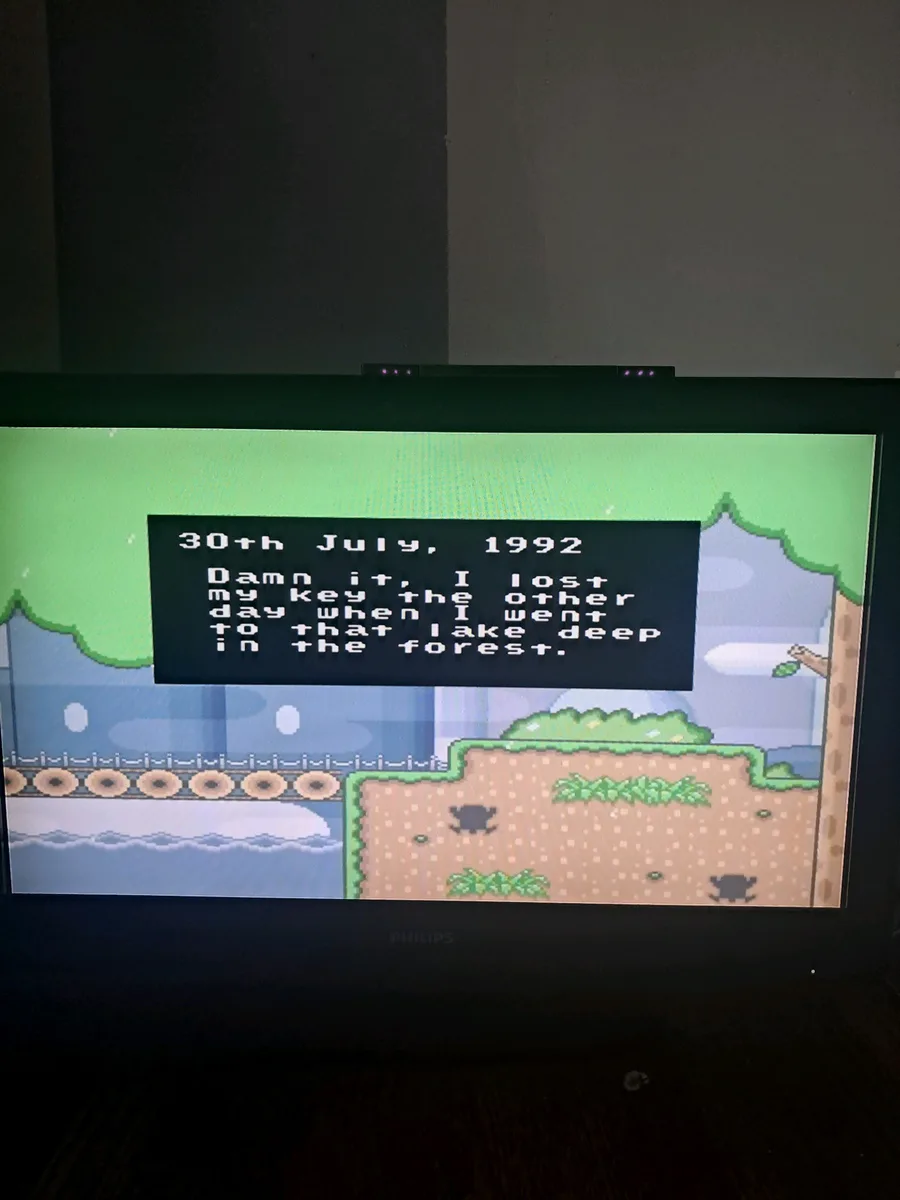 30th July, 1992
Damn it, I lost
my key the other
day when I went
to that lake deep
in the forest.
PHILIPS